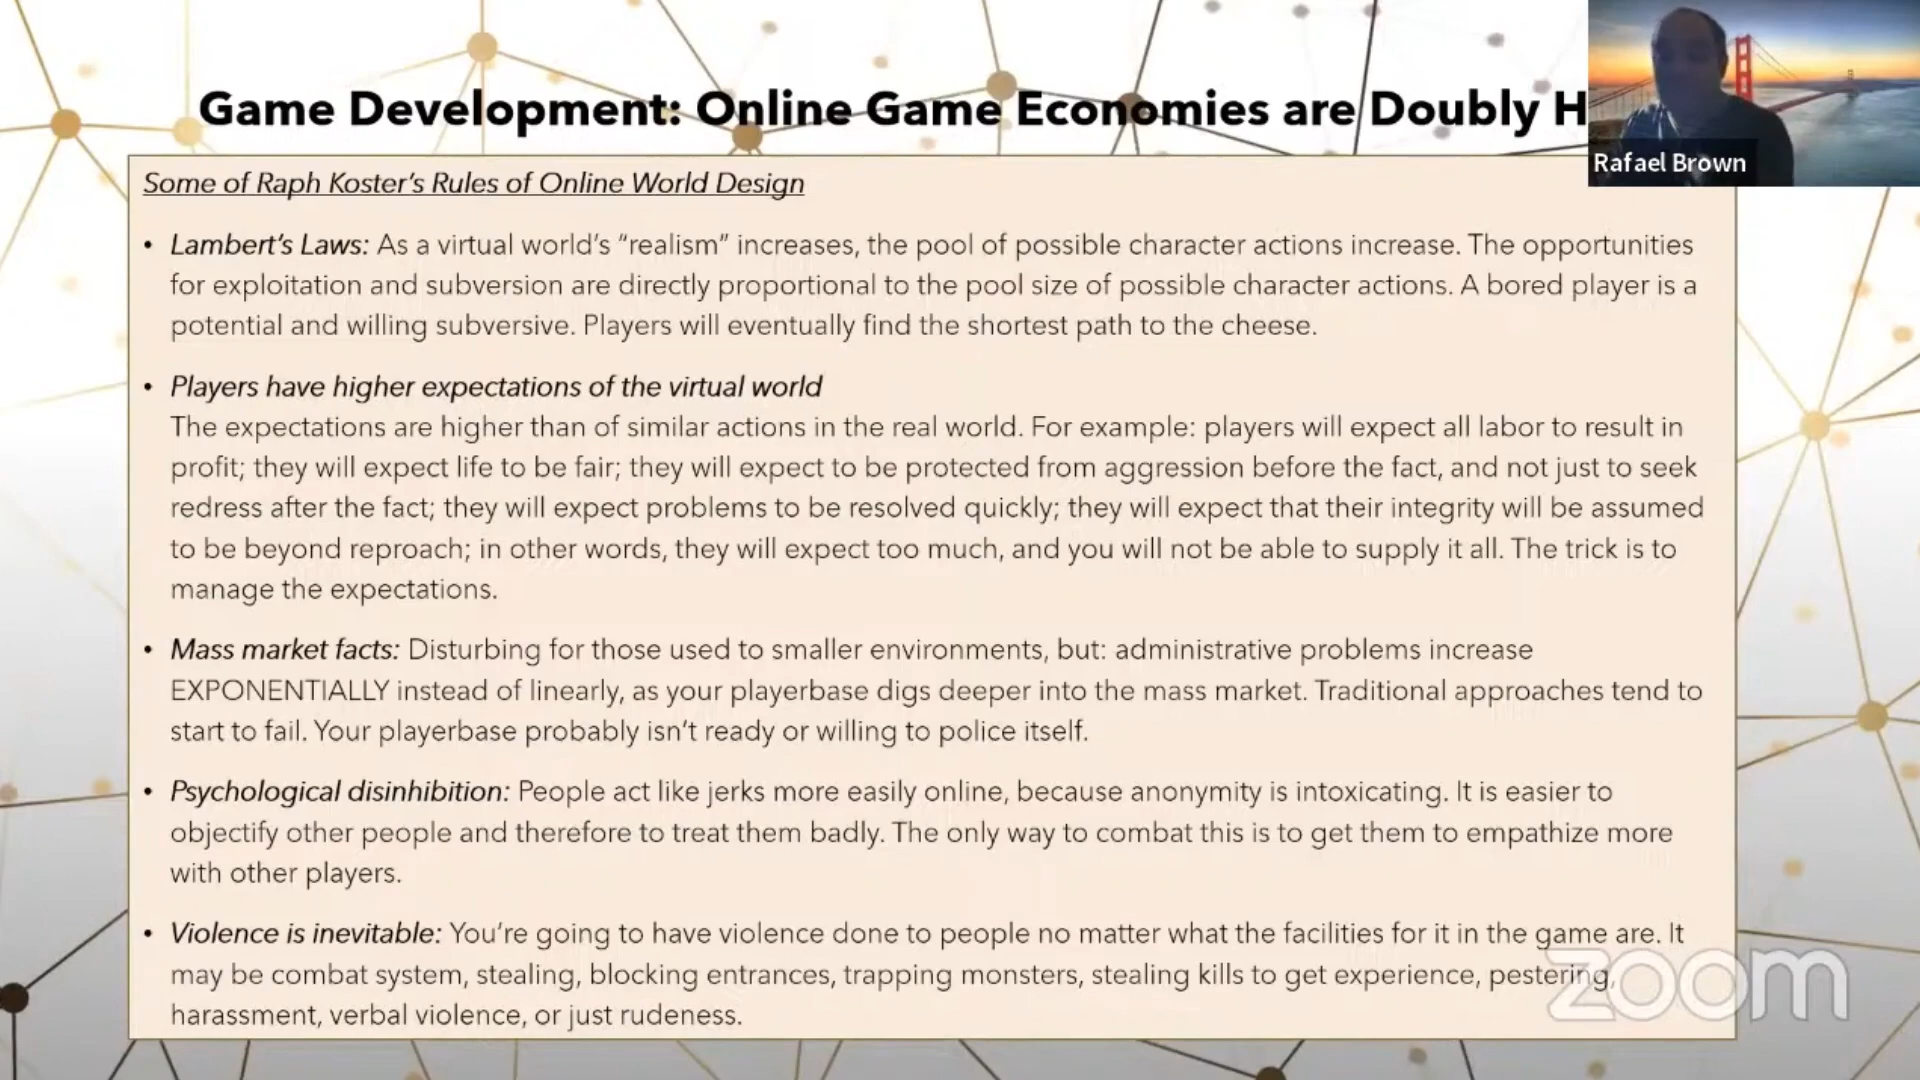 Game Development: Online Game Economies are Doubly H
Rafael Brown
Some of Raph Koster's Rules of Online World Design
• Lambert's Laws: As a virtual world's "realism" increases, the pool of possible character actions increase. The opportunities
for exploitation and subversion are directly proportional to the pool size of possible character actions. A bored player is a
potential and willing subversive. Players will eventually find the shortest path to the cheese.
• Players have higher expectations of the virtual world
The expectations are higher than of similar actions in the real world. For example: players will expect all labor to result in
profit; they will expect life to be fair; they will expect to be protected from aggression before the fact, and not just to seek
redress after the fact; they will expect problems to be resolved quickly; they will expect that their integrity will be assumed
to be beyond reproach; in other words, they will expect too much, and you will not be able to supply it all. The trick is to
manage the expectations.
• Mass market facts: Disturbing for those used to smaller environments, but: administrative problems increase
EXPONENTIALLY instead of linearly, as your playerbase digs deeper into the mass market. Traditional approaches tend to
start to fail. Your playerbase probably isn't ready or willing to police itself.
• Psychological disinhibition: People act like jerks more easily online, because anonymity is intoxicating. It is easier to
objectify other people and therefore to treat them badly. The only way to combat this is to get them to empathize more
with other players.
• Violence is inevitable: You're going to have violence done to people no matter what the facilities for it in the game are. It
may be combat system, stealing, blocking entrances, trapping monsters, stealing kills to get experience, pestering,
harassment, verbal violence, or just rudeness.
zoom